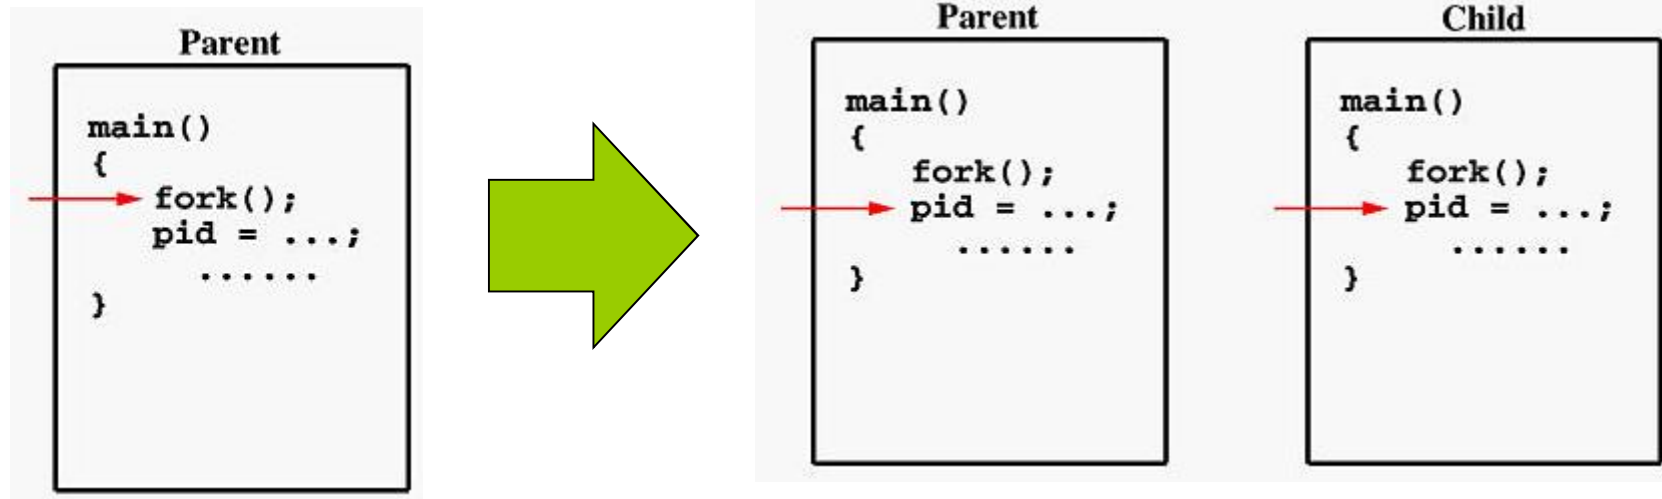 Parent
main()
{
fork();
pid = ...;
......
}
Parent
main()
{
fork();
pid = ...;
......
}
Child
main()
{
fork();
pid = ...;
......
}